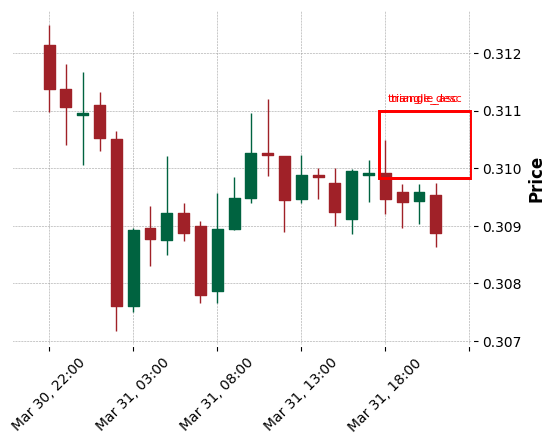 0.312
0.311
0.310
0.309
0.308
0.307
Price
Mar 30, 22:00
Mar 31, 03:00
Mar 31, 08:00
Mar 31, 13:00
Mar 31, 18:00